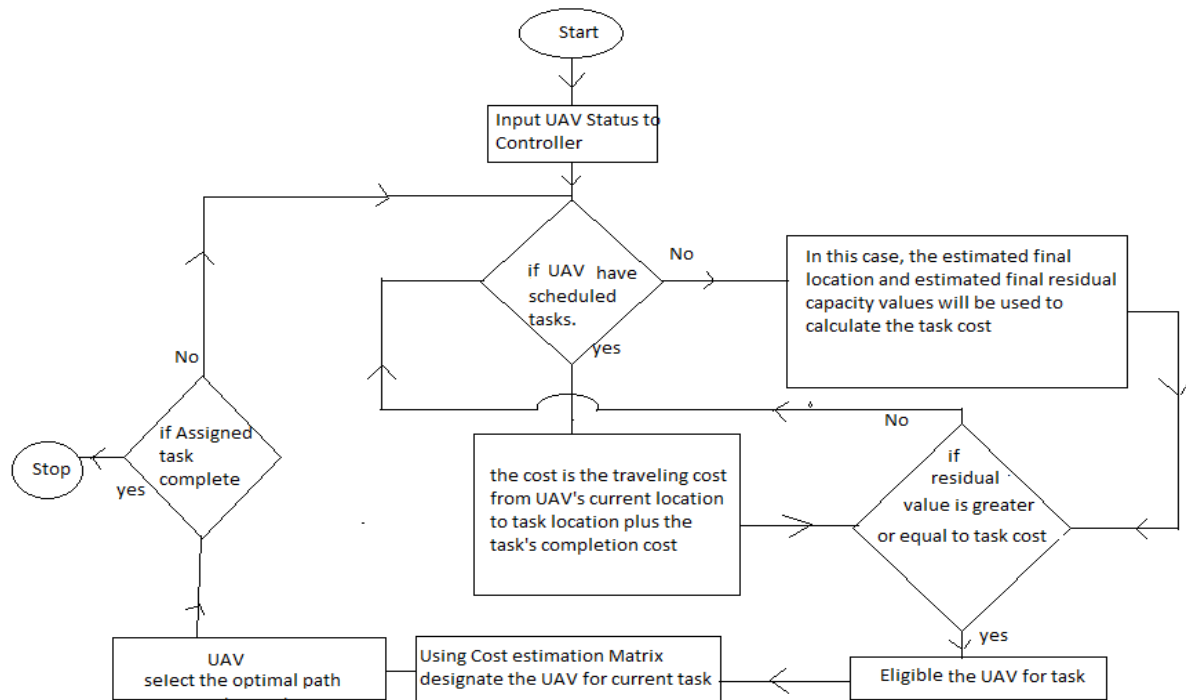 Start
Input UAV Status to
Controller
if UAV have
scheduled
tasks.
No
yes
In this case, the estimated final
location and estimated final residual
capacity values will be used to
calculate the task cost
No
if Assigned
task
complete
yes
Stop
the cost is the traveling cost
from UAV's current location
to task location plus the
task's completion cost
No
if
residual
value is greater
or equal to task cost
yes
Eligible the UAV for task
Using Cost estimation Matrix
designate the UAV for current task
UAV
select the optimal path